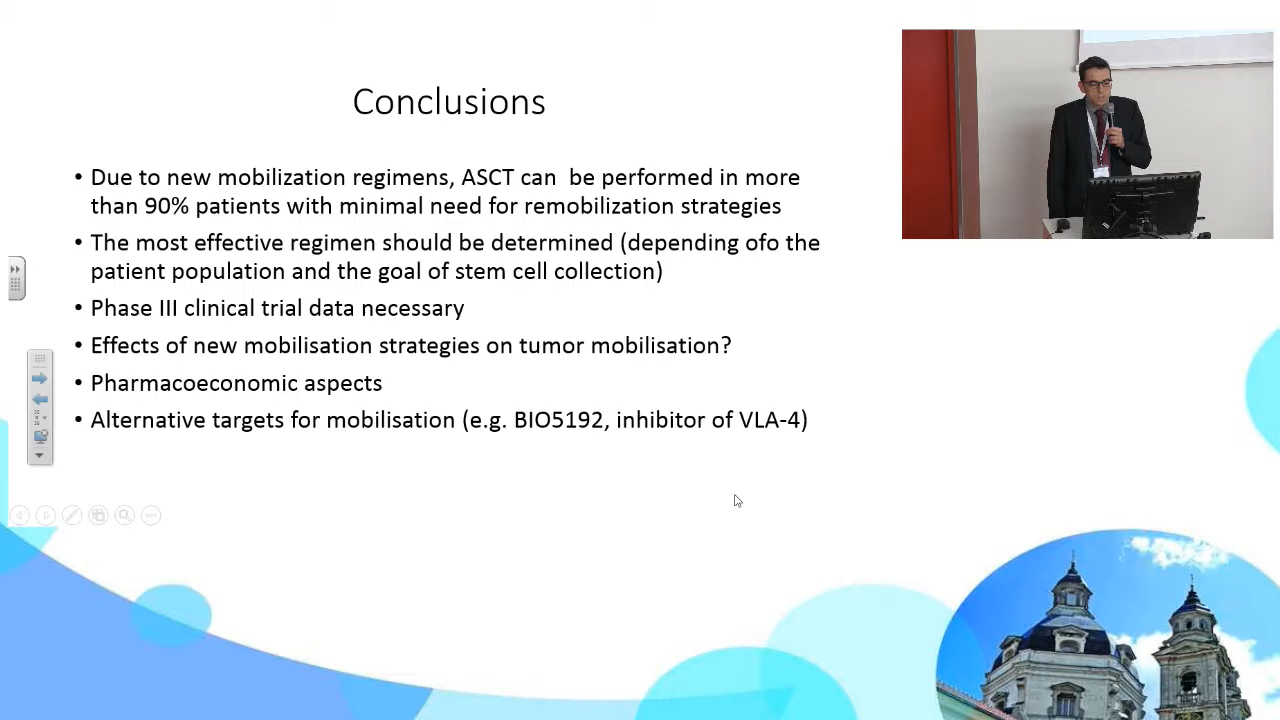 Conclusions
• Due to new mobilization regimens, ASCT can  be performed in more
than 90% patients with minimal need for remobilization strategies
• The most effective regimen should be determined (depending ofo the
patient population and the goal of stem cell collection)
• Phase III clinical trial data necessary
• Effects of new mobilisation strategies on tumor mobilisation?
• Pharmacoeconomic aspects
• Alternative targets for mobilisation (e.g. BIO5192, inhibitor of VLA-4)